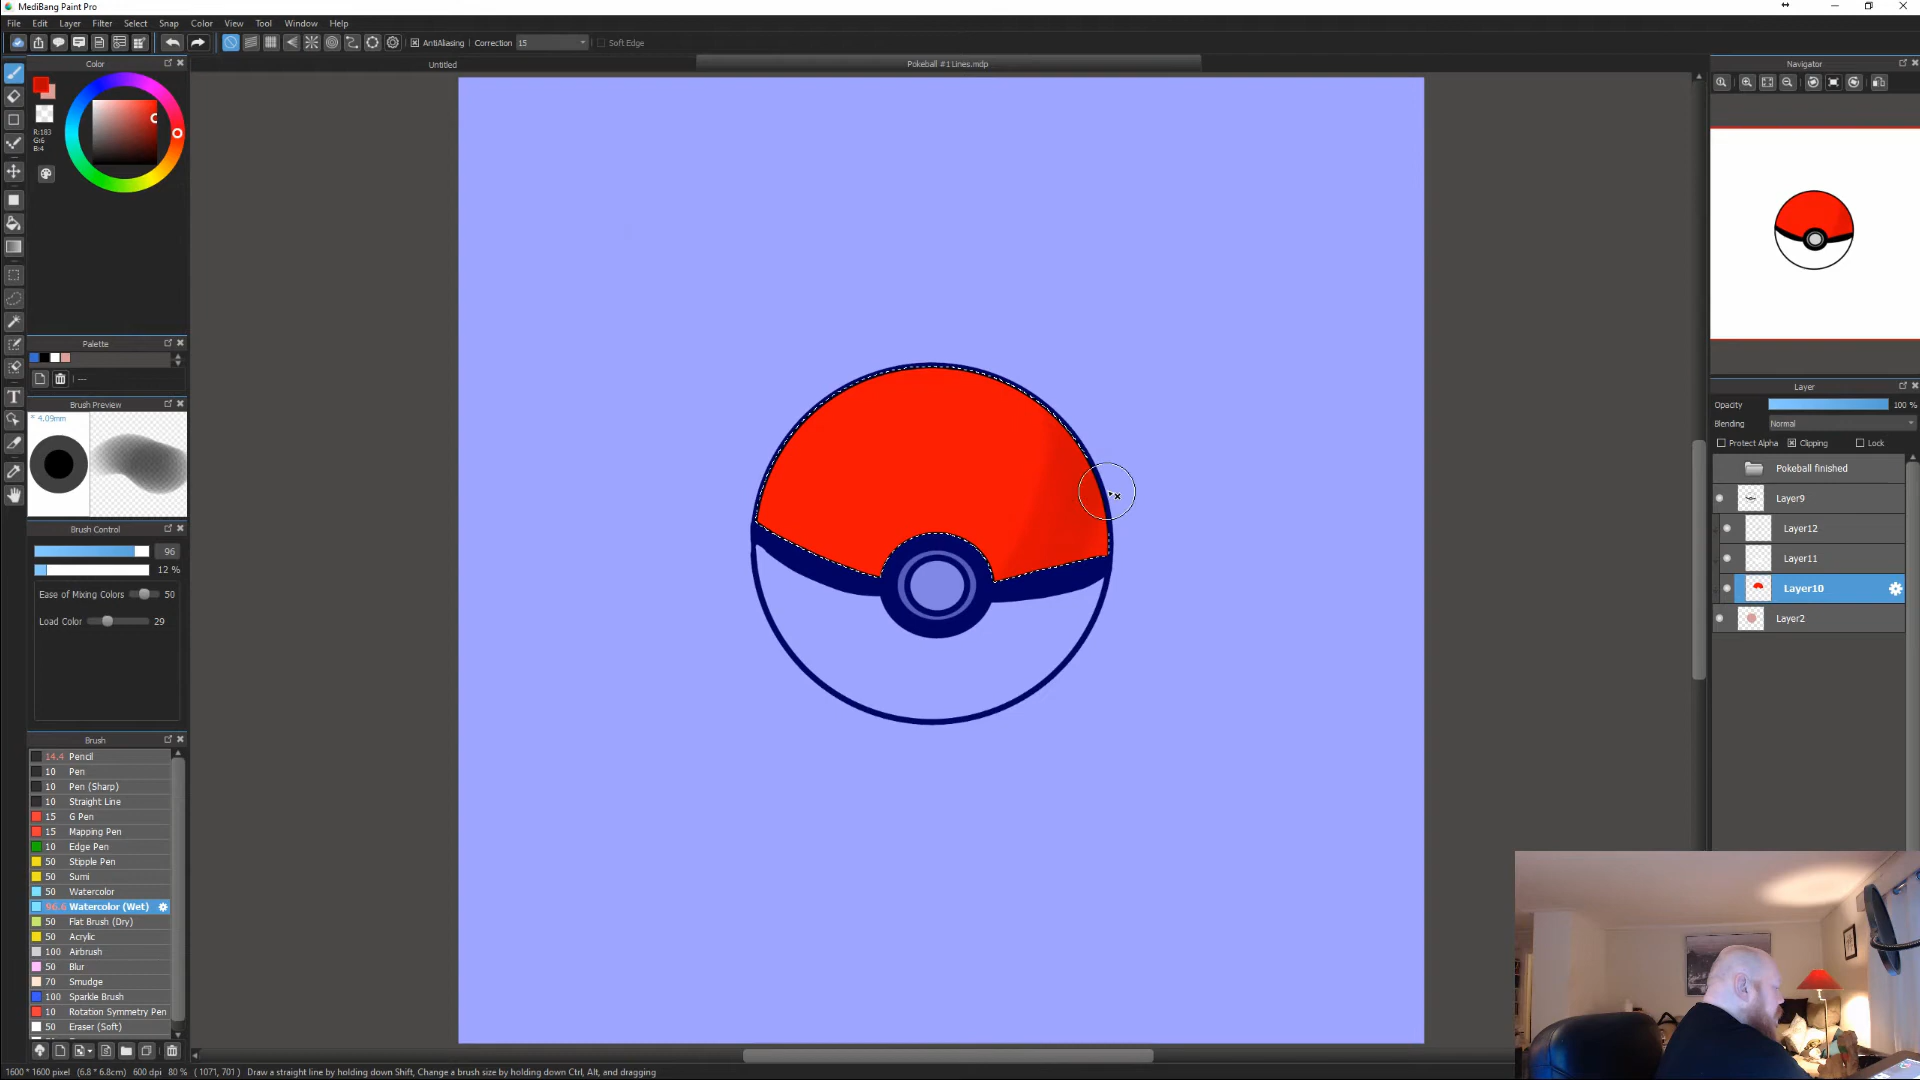 MediBang Paint Pro
File Edit Layer Filter Select Snap Color View Tool Window Help
AntiAliasing Correction 15 Soft Edge
Color
Untitled
Pokeball #1 Lines.mdp
Navigator
R:183
G:6
B:4
Palette
---
Brush Preview
* 4.09mm
Brush Control
96
12 %
Ease of Mixing Colors 50
Load Color 29
Brush
14.4 Pencil
10 Pen
10 Pen (Sharp)
10 Straight Line
15 G Pen
15 Mapping Pen
10 Edge Pen
50 Stipple Pen
50 Sumi
50 Watercolor
96.6 Watercolor (Wet)
50 Flat Brush (Dry)
50 Acrylic
100 Airbrush
50 Blur
70 Smudge
100 Sparkle Brush
10 Rotation Symmetry Pen
50 Eraser (Soft)
Layer
Opacity 100 %
Blending Normal
Protect Alpha Clipping Lock
Pokeball finished
Layer9
Layer12
Layer11
Layer10
Layer2
1600 * 1600 pixel (6.8 * 6.8cm) 600 dpi 80 % ( 1071, 701 ) Draw a straight line by holding down Shift, Change a brush size by holding down Ctrl, Alt, and dragging